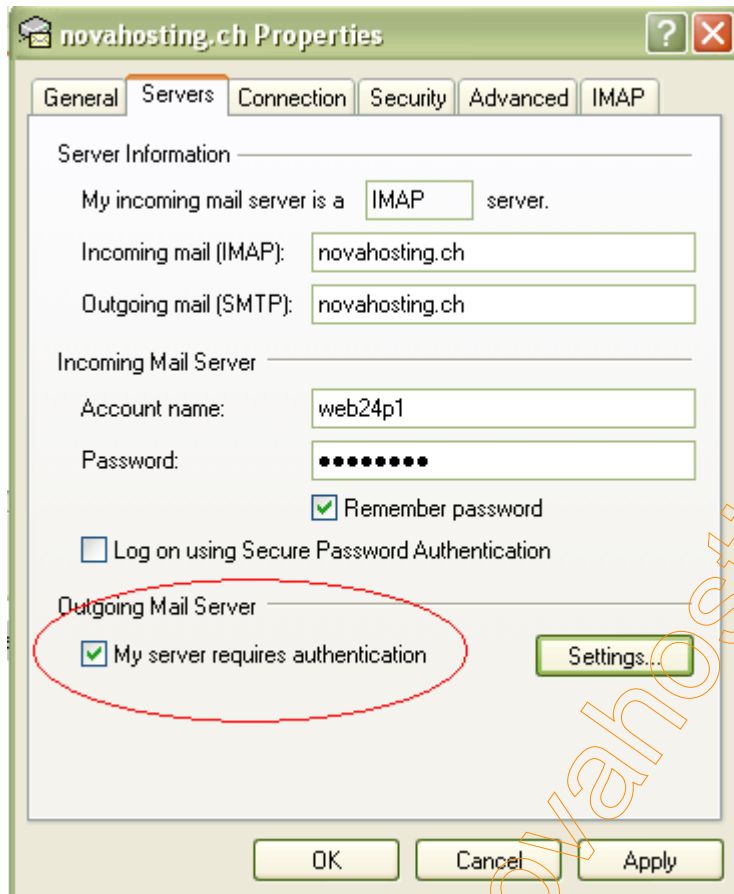 novahosting.ch Properties
General Servers Connection Security Advanced IMAP
Server Information
My incoming mail server is a IMAP server.
Incoming mail (IMAP): novahosting.ch
Outgoing mail (SMTP): novahosting.ch
Incoming Mail Server
Account name: web24p1
Password: ●●●●●●●●
Remember password
Log on using Secure Password Authentication
Outgoing Mail Server
My server requires authentication Settings...
OK Cancel Apply